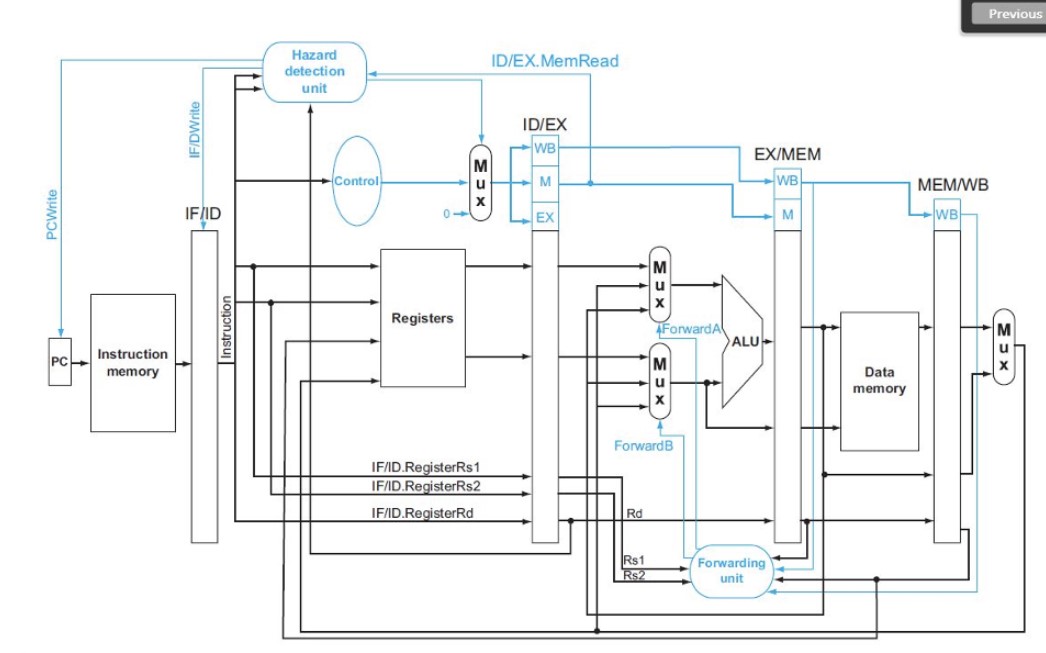 Previous
Hazard
detection
unit
ID/EX.MemRead
IF/DWrite
PCWrite
ID/EX
WB
M
EX
Control
0
Mux
EX/MEM
WB
M
MEM/WB
WB
IF/ID
PC
Instruction
memory
Instruction
Registers
Mux
ForwardA
Mux
ForwardB
ALU
Data
memory
Mux
IF/ID.RegisterRs1
IF/ID.RegisterRs2
IF/ID.RegisterRd
Rd
Rs1
Rs2
Forwarding
unit